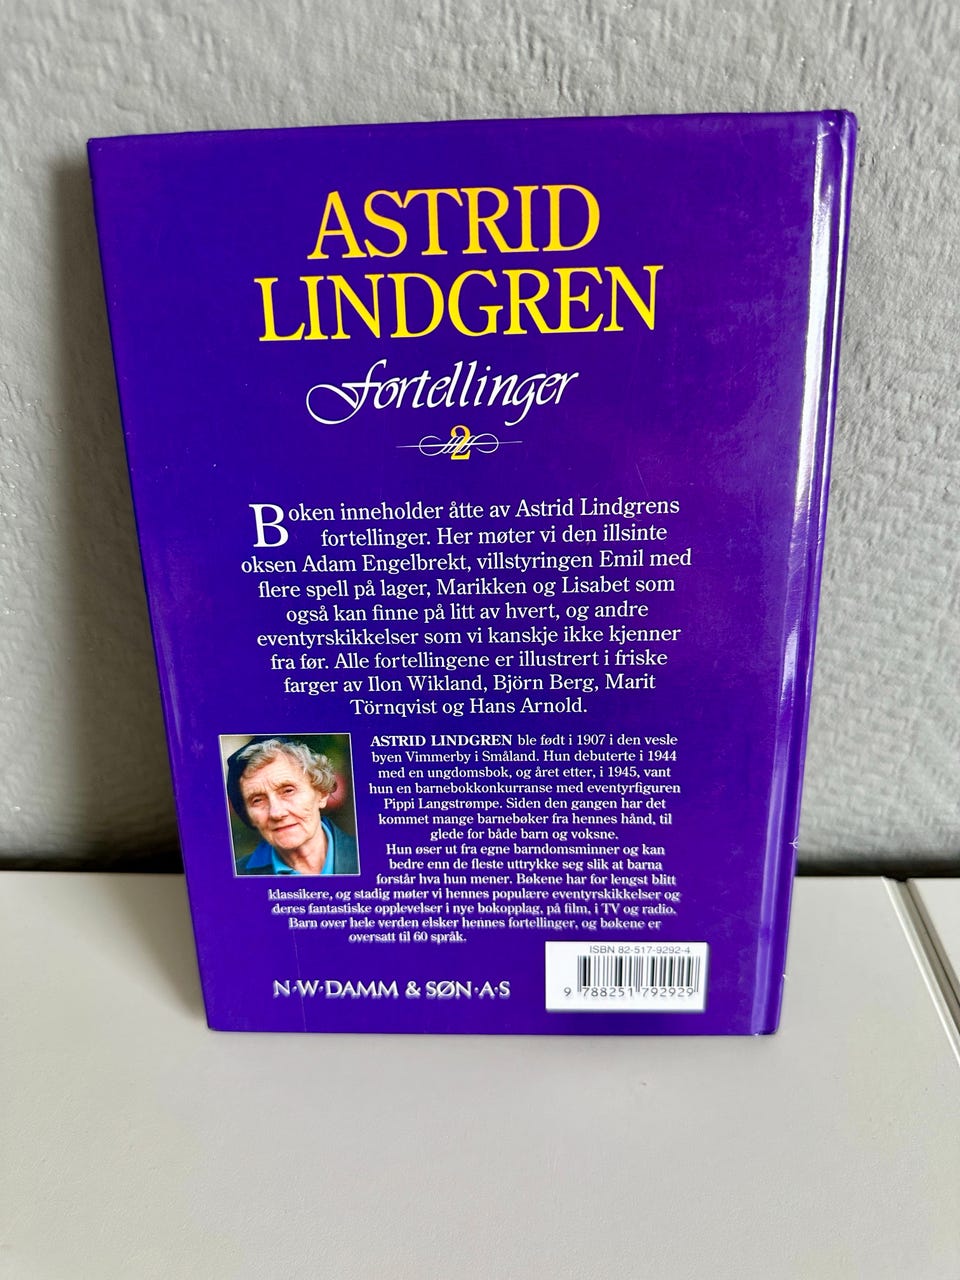 ASTRID
LINDGREN
fortellinger
2
Boken inneholder åtte av Astrid Lindgrens
fortellinger. Her møter vi den illsinte
oksen Adam Engelbrekt, villstyringen Emil med
flere spell på lager, Marikken og Lisabet som
også kan finne på litt av hvert, og andre
eventyrskikkelser som vi kanskje ikke kjenner
fra før. Alle fortellingene er illustrert i friske
farger av Ilon Wikland, Björn Berg, Marit
Törnqvist og Hans Arnold.
ASTRID LINDGREN ble født i 1907 i den vesle
byen Vimmerby i Småland. Hun debuterte i 1944
med en ungdomsbok, og året etter, i 1945, vant
hun en barnebokkonkurranse med eventyrfiguren
Pippi Langstrømpe. Siden den gangen har det
kommet mange barnebøker fra hennes hånd, til
glede for både barn og voksne.
Hun øser ut fra egne barndomsminner og kan
bedre enn de fleste uttrykke seg slik at barna
forstår hva hun mener. Bøkene har for lengst blitt
klassikere, og stadig møter vi hennes populære eventyrskikkelser og
deres fantastiske opplevelser i nye bokopplag, på film, i TV og radio.
Barn over hele verden elsker hennes fortellinger, og bøkene er
oversatt til 60 språk.
N·W·DAMM & SØN·A·S
ISBN 82-517-9292-4
9 788251 792929